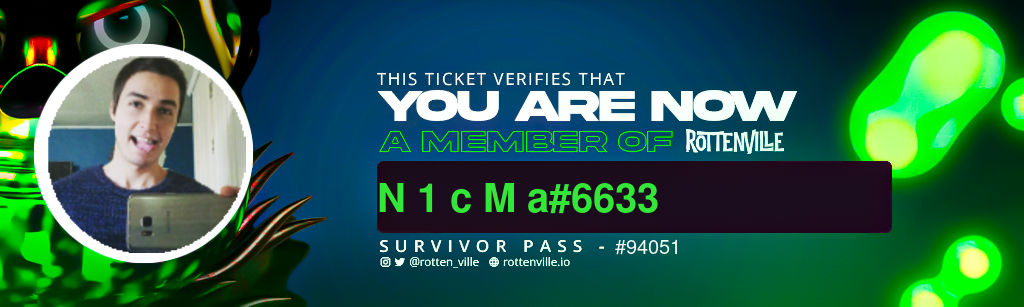 THIS TICKET VERIFIES THAT
YOU ARE NOW
A MEMBER OF ROTTENVILLE
N 1 c M a#6633
SURVIVOR PASS - #94051
@rotten_ville rottenville.io